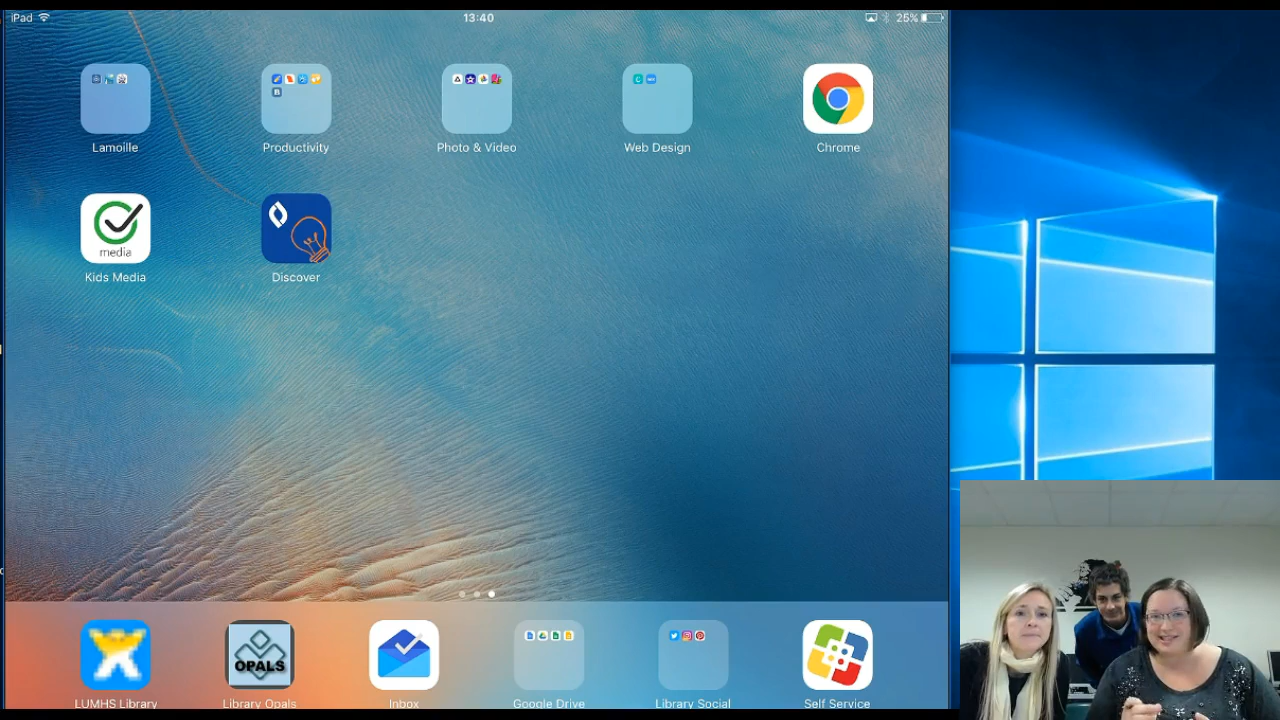 iPad 13:40 25%
Lamoille Productivity Photo & Video Web Design Chrome
media
Kids Media Discover
OPALS
LUMHS Library Library Opals Inbox Google Drive Library Social Self Service